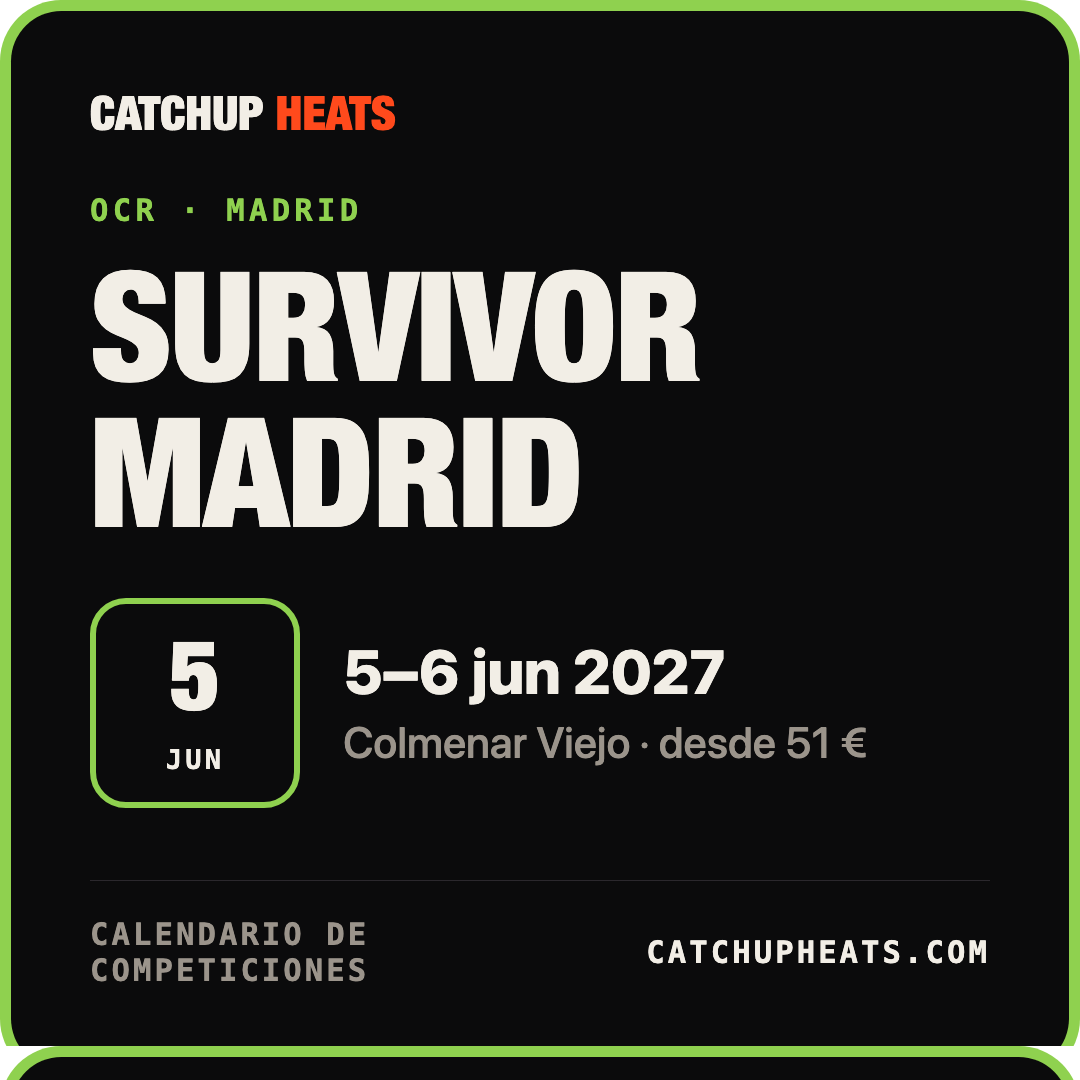 CATCHUP HEATS
OCR · MADRID
SURVIVOR
MADRID
5
JUN
5–6 jun 2027
Colmenar Viejo · desde 51 €
CALENDARIO DE
COMPETICIONES
CATCHUPHEATS.COM